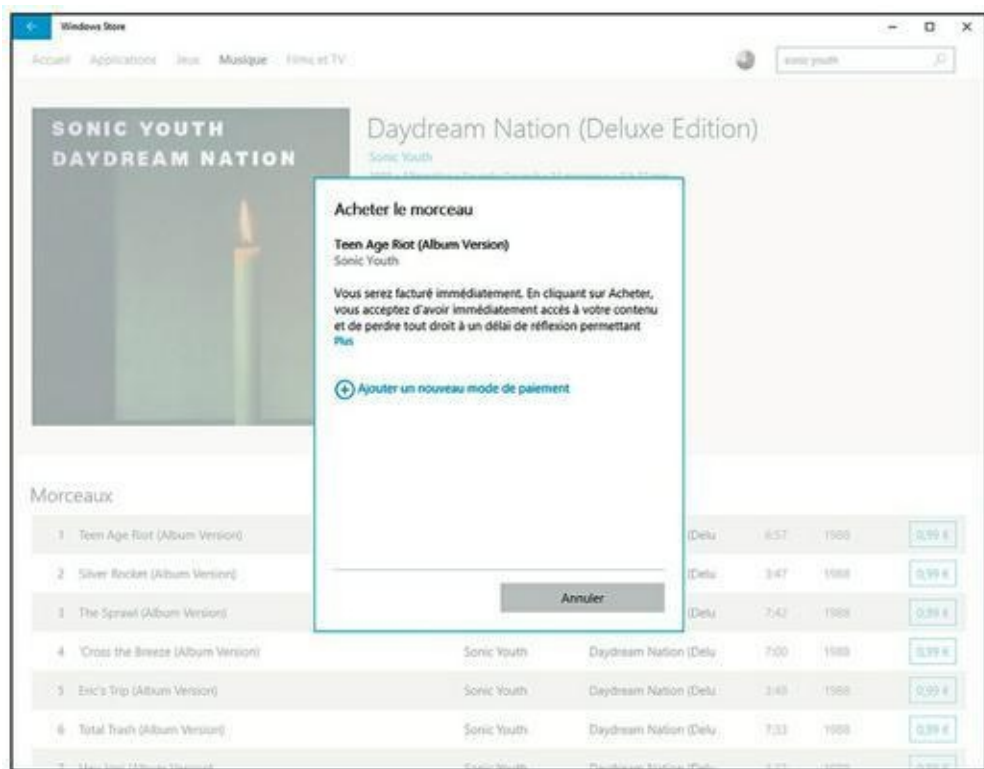 Windows Store
Accueil Applications Jeux Musique Films et TV
sonic youth
SONIC YOUTH
DAYDREAM NATION
Daydream Nation (Deluxe Edition)
Sonic Youth
Acheter le morceau
Teen Age Riot (Album Version)
Sonic Youth
Vous serez facturé immédiatement. En cliquant sur Acheter,
vous acceptez d'avoir immédiatement accès à votre contenu
et de perdre tout droit à un délai de réflexion permettant
Plus
Ajouter un nouveau mode de paiement
Annuler
Morceaux
1 Teen Age Riot (Album Version) (Delu 6:57 1988 0,99 €
2 Silver Rocket (Album Version) (Delu 3:47 1988 0,99 €
3 The Sprawl (Album Version) (Delu 7:42 1988 0,99 €
4 'Cross the Breeze (Album Version) Sonic Youth Daydream Nation (Delu 7:00 1988 0,99 €
5 Eric's Trip (Album Version) Sonic Youth Daydream Nation (Delu 1988 0,99 €
6 Total Trash (Album Version) Sonic Youth Daydream Nation (Delu 7:33 1988 0,99 €